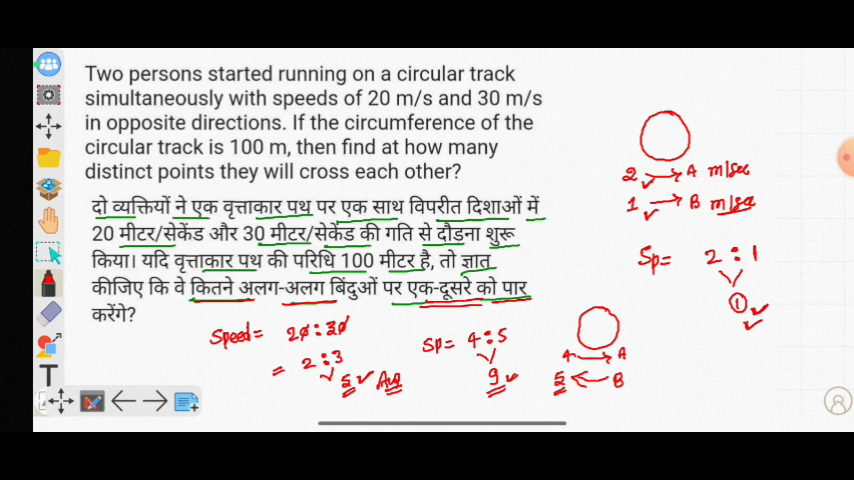 Two persons started running on a circular track
simultaneously with speeds of 20 m/s and 30 m/s
in opposite directions. If the circumference of the
circular track is 100 m, then find at how many
distinct points they will cross each other?
दो व्यक्तियों ने एक वृत्ताकार पथ पर एक साथ विपरीत दिशाओं में
20 मीटर/सेकेंड और 30 मीटर/सेकेंड की गति से दौड़ना शुरू
किया। यदि वृत्ताकार पथ की परिधि 100 मीटर है, तो ज्ञात
कीजिए कि वे कितने अलग-अलग बिंदुओं पर एक-दूसरे को पार
करेंगे?
Speed = 20 : 30
= 2 : 3
5 Ans
Sp = 4 : 5
9
4 → A
5 ← B
2 → A m/sec
1 → B m/sec
Sp = 2 : 1
1
T